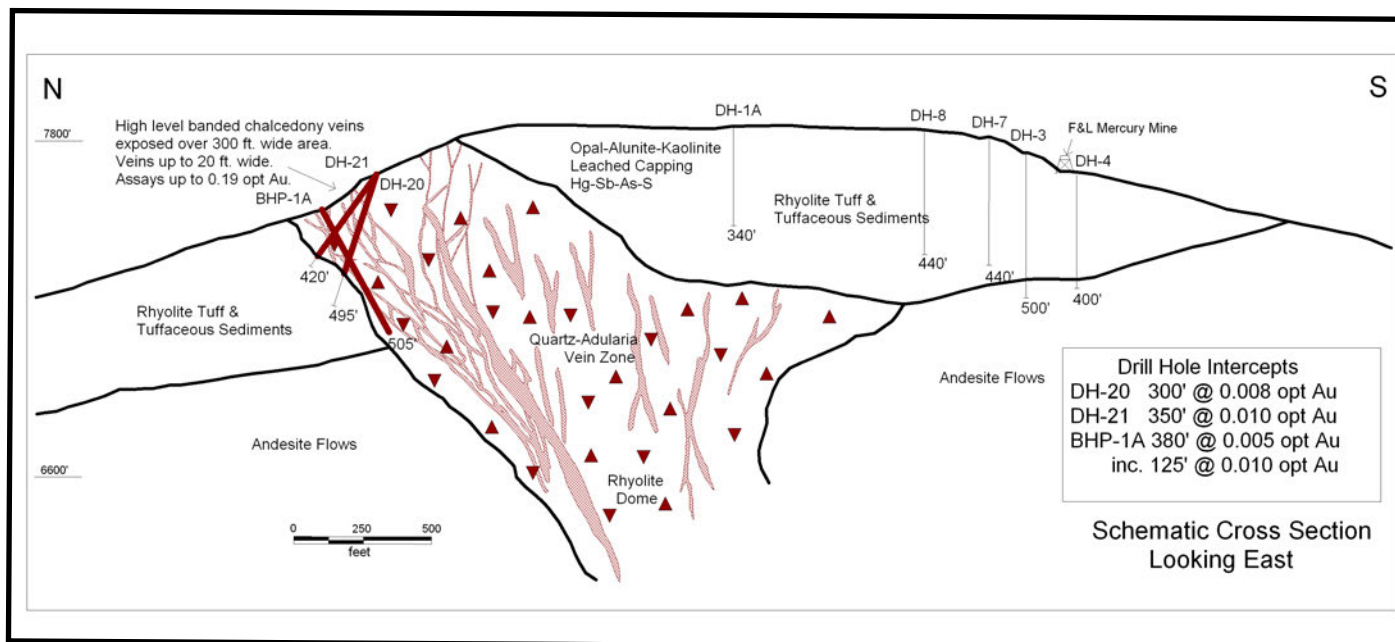 N
S
7800'
High level banded chalcedony veins
exposed over 300 ft. wide area.
Veins up to 20 ft. wide.
Assays up to 0.19 opt Au.
DH-21
DH-20
BHP-1A
DH-1A
DH-8
DH-7
DH-3
F&L Mercury Mine
DH-4
Opal-Alunite-Kaolinite
Leached Capping
Hg-Sb-As-S
Rhyolite Tuff &
Tuffaceous Sediments
340'
440'
440'
500'
400'
420'
495'
505'
Rhyolite Tuff &
Tuffaceous Sediments
Quartz-Adularia
Vein Zone
Andesite Flows
Andesite Flows
6600'
Rhyolite
Dome
0 250 500
feet
Drill Hole Intercepts
DH-20 300' @ 0.008 opt Au
DH-21 350' @ 0.010 opt Au
BHP-1A 380' @ 0.005 opt Au
inc. 125' @ 0.010 opt Au
Schematic Cross Section
Looking East